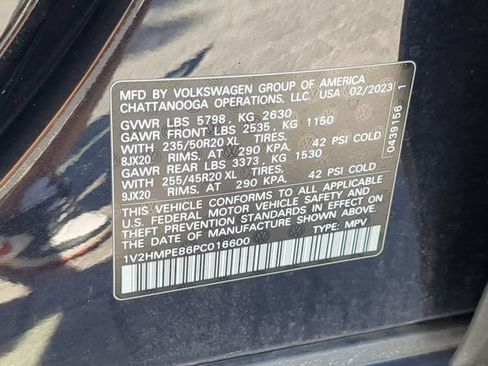 MFD BY VOLKSWAGEN GROUP OF AMERICA
CHATTANOOGA OPERATIONS, LLC. USA 02/2023 1
GVWR LBS 5798, KG 2630
GAWR FRONT LBS 2535, KG 1150
235/50R20 XL TIRES, 42 PSI COLD
8JX20 RIMS, AT 290 KPA.
GAWR REAR LBS 3373, KG 1530
255/45R20 XL TIRES, 42 PSI COLD
9JX20 RIMS, AT 290 KPA.
THIS VEHICLE CONFORMS TO ALL APPLICABLE
U.S. FEDERAL MOTOR VEHICLE SAFETY AND
THEFT PREVENTION STANDARDS IN EFFECT ON
THE DATE OF MANUFACTURE SHOWN ABOVE.
1V2HMPE86PC016600 TYPE: MPV
0439156